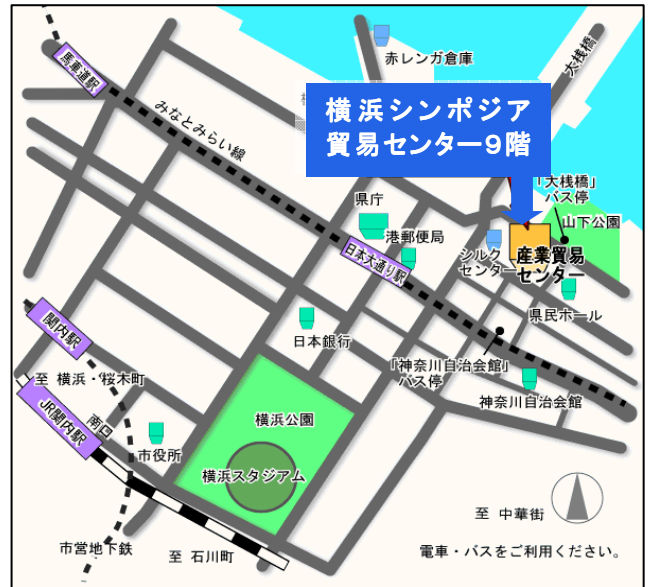 赤レンガ倉庫
大桟橋
馬車道駅
みなとみらい線
横浜シンポジア
貿易センター9階
「大桟橋」
バス停
山下公園
県庁
港郵便局
日本大通り駅
シルク
センター
産業貿易
センター
県民ホール
関内駅
日本銀行
「神奈川自治会館」
バス停
至 横浜・桜木町
神奈川自治会館
JR関内駅
南口
市役所
横浜公園
横浜スタジアム
至 中華街
市営地下鉄
至 石川町
電車・バスをご利用ください。